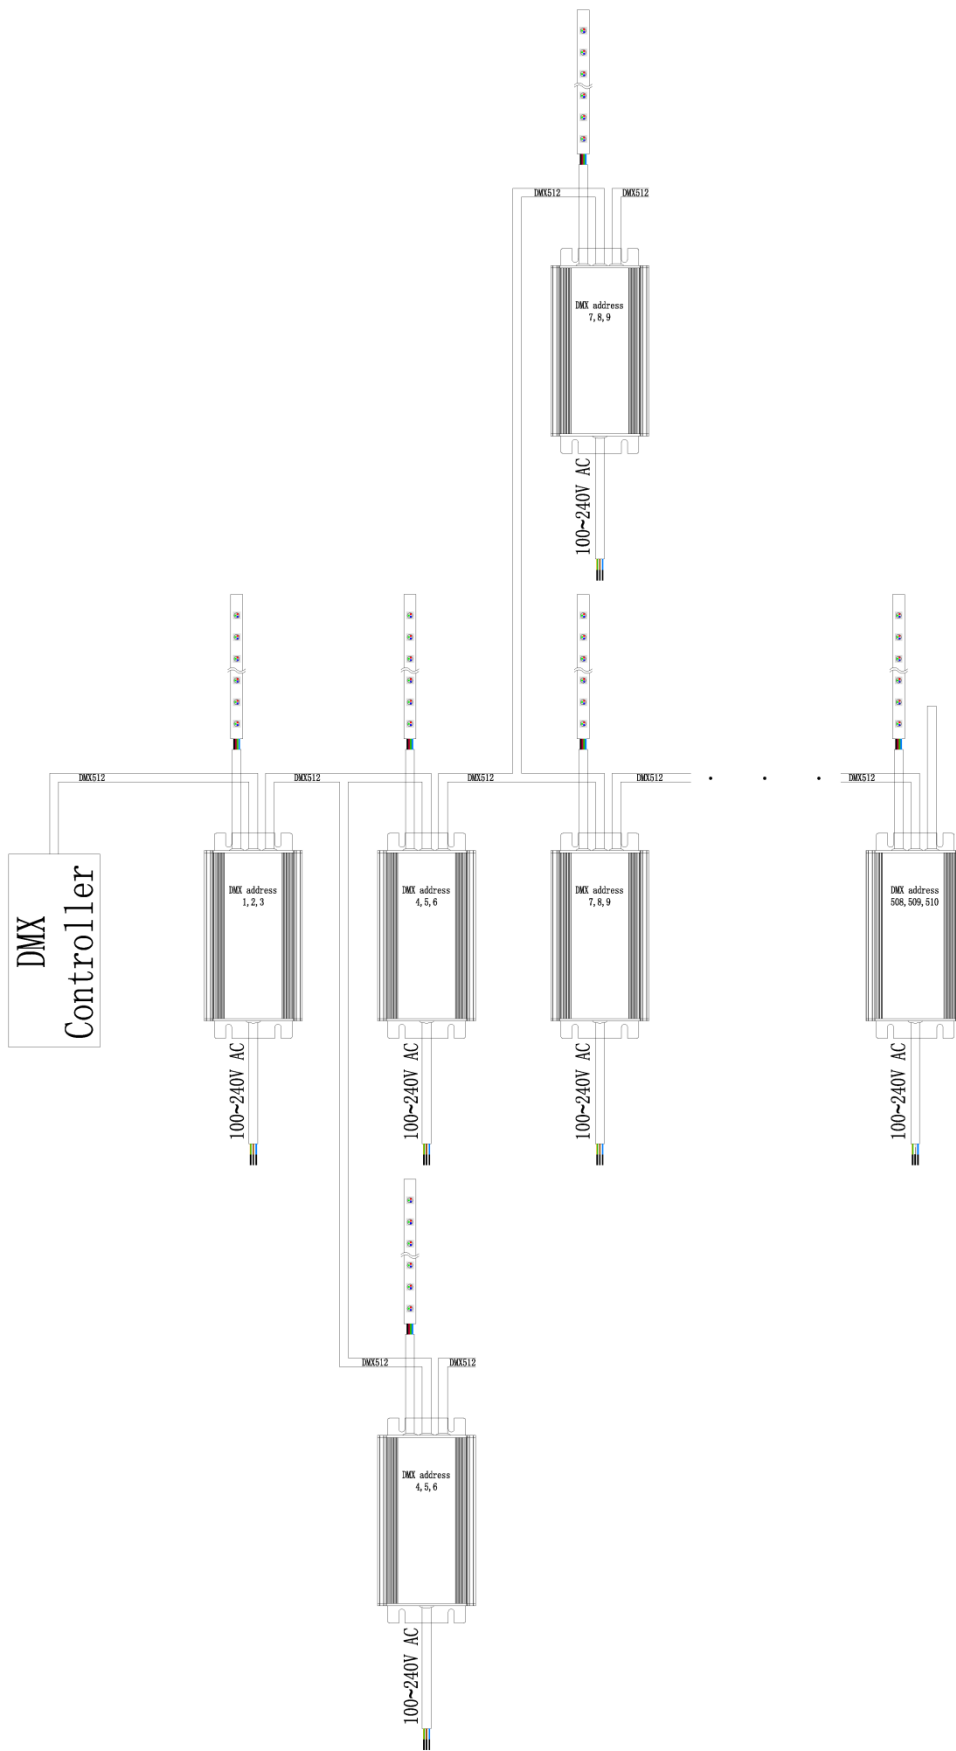 DMX512
DMX512
DMX address
7,8,9
100~240V AC
DMX512
DMX512
DMX512
DMX512
DMX512
DMX
Controller
DMX address
1,2,3
DMX address
4,5,6
DMX address
7,8,9
DMX address
508,509,510
100~240V AC
100~240V AC
100~240V AC
100~240V AC
DMX512
DMX512
DMX address
4,5,6
100~240V AC